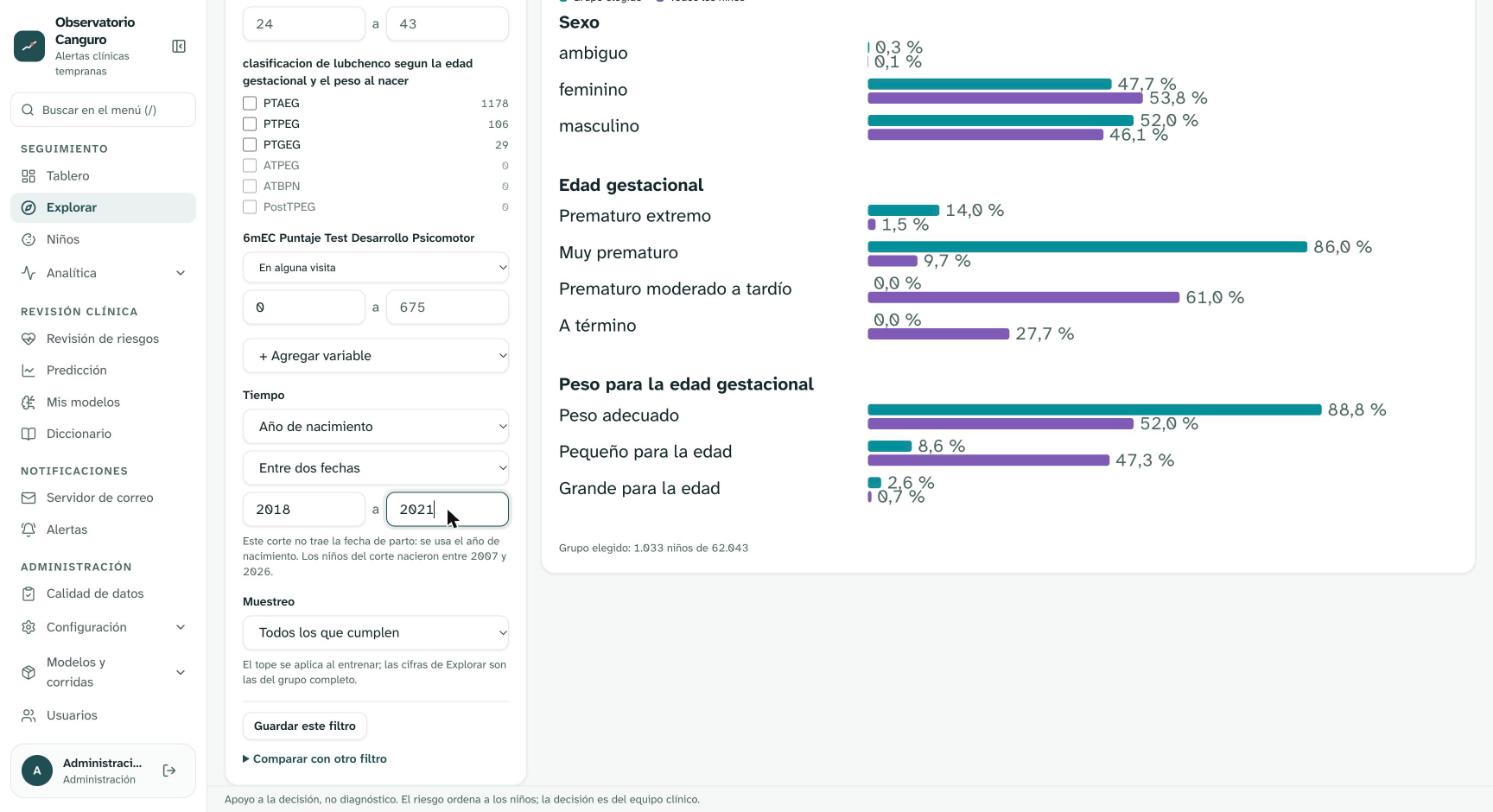 Observatorio
Canguro
Alertas clínicas
tempranas
Buscar en el menú (/)
SEGUIMIENTO
Tablero
Explorar
Niños
Analítica
REVISIÓN CLÍNICA
Revisión de riesgos
Predicción
Mis modelos
Diccionario
NOTIFICACIONES
Servidor de correo
Alertas
ADMINISTRACIÓN
Calidad de datos
Configuración
Modelos y
corridas
Usuarios
A
Administraci...
Administración
24 a 43
clasificacion de lubchenco segun la edad
gestacional y el peso al nacer
PTAEG 1178
PTPEG 106
PTGEG 29
ATPEG 0
ATBPN 0
PostTPEG 0
6mEC Puntaje Test Desarrollo Psicomotor
En alguna visita
0 a 675
+ Agregar variable
Tiempo
Año de nacimiento
Entre dos fechas
2018 a 2021
Este corte no trae la fecha de parto: se usa el año de
nacimiento. Los niños del corte nacieron entre 2007 y
2026.
Muestreo
Todos los que cumplen
El tope se aplica al entrenar; las cifras de Explorar son
las del grupo completo.
Guardar este filtro
Comparar con otro filtro
Sexo
ambiguo
0,3 %
0,1 %
feminino
47,7 %
53,8 %
masculino
52,0 %
46,1 %
Edad gestacional
Prematuro extremo
14,0 %
1,5 %
Muy prematuro
86,0 %
9,7 %
Prematuro moderado a tardío
0,0 %
61,0 %
A término
0,0 %
27,7 %
Peso para la edad gestacional
Peso adecuado
88,8 %
52,0 %
Pequeño para la edad
8,6 %
47,3 %
Grande para la edad
2,6 %
0,7 %
Grupo elegido: 1.033 niños de 62.043
Apoyo a la decisión, no diagnóstico. El riesgo ordena a los niños; la decisión es del equipo clínico.